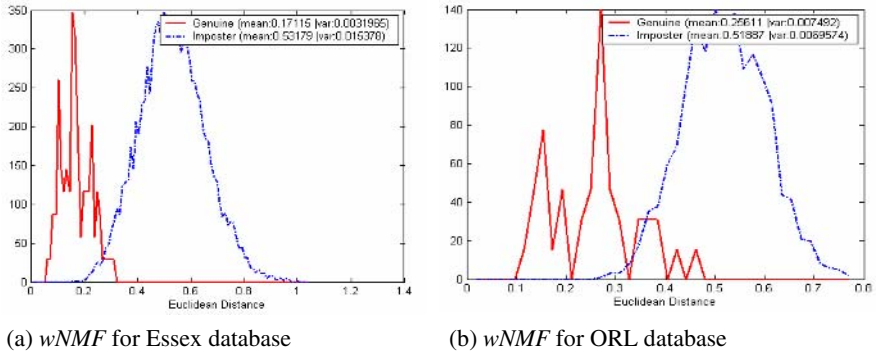 350
300
250
200
150
100
50
0
0 0.2 0.4 0.6 0.8 1 1.2 1.4
Euclidean Distance
Genuine (mean:0.17115 |var:0.0031965)
Imposter (mean:0.53179 |var:0.015378)
(a) wNMF for Essex database
140
120
100
80
60
40
20
0
0 0.1 0.2 0.3 0.4 0.5 0.6 0.7 0.8
Euclidean Distance
Genuine (mean:0.25611 |var:0.007492)
Imposter (mean:0.51887 |var:0.0069574)
(b) wNMF for ORL database